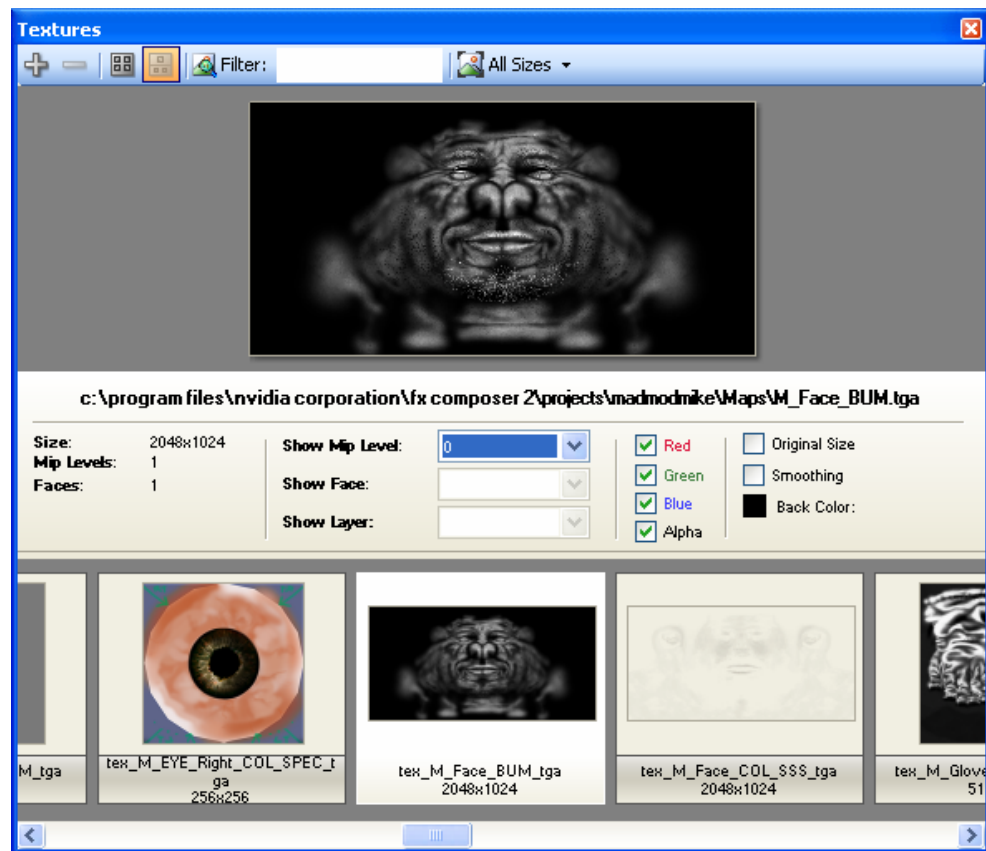 Textures
Filter:
All Sizes
c:\program files\nvidia corporation\fx composer 2\projects\madmodmike\Maps\M_Face_BUM.tga
Size: 2048x1024
Mip Levels: 1
Faces: 1
Show Mip Level: 0
Show Face:
Show Layer:
Red
Green
Blue
Alpha
Original Size
Smoothing
Back Color:
M_tga
tex_M_EYE_Right_COL_SPEC_t
ga
256x256
tex_M_Face_BUM_tga
2048x1024
tex_M_Face_COL_SSS_tga
2048x1024
tex_M_Glove
51